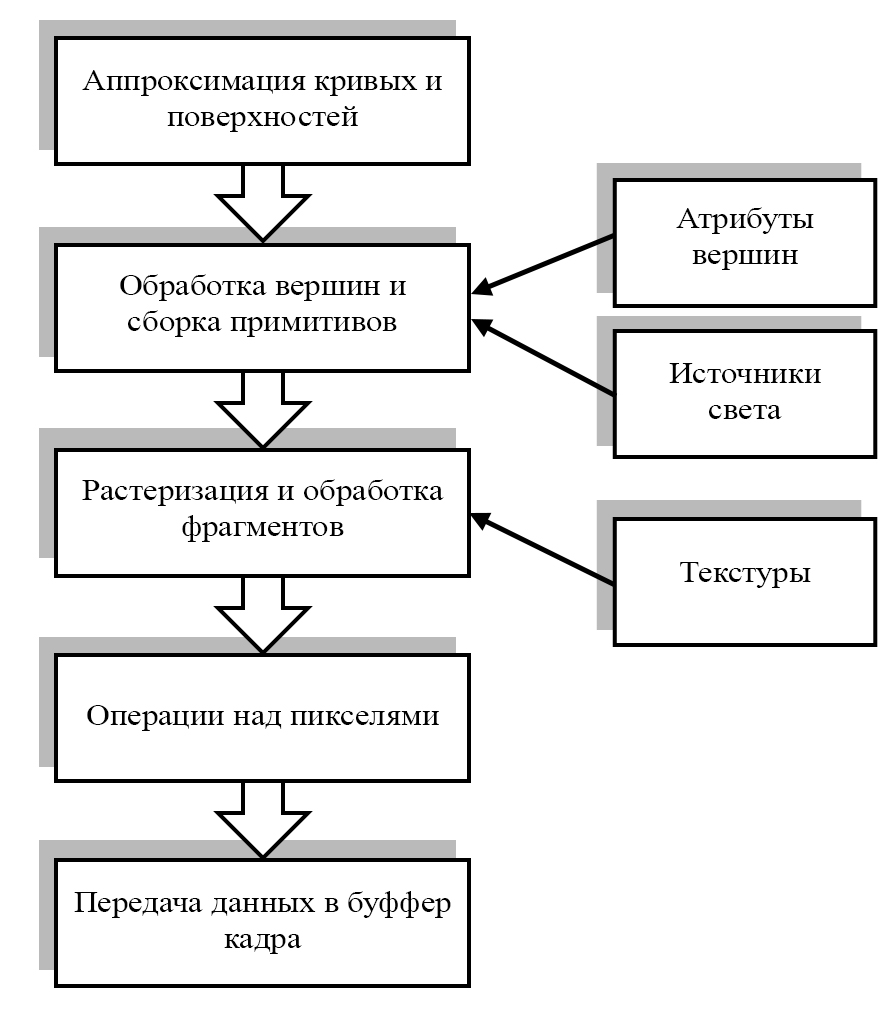 Аппроксимация кривых и
поверхностей
Обработка вершин и
сборка примитивов
Атрибуты
вершин
Источники
света
Растеризация и обработка
фрагментов
Текстуры
Операции над пикселями
Передача данных в буффер
кадра